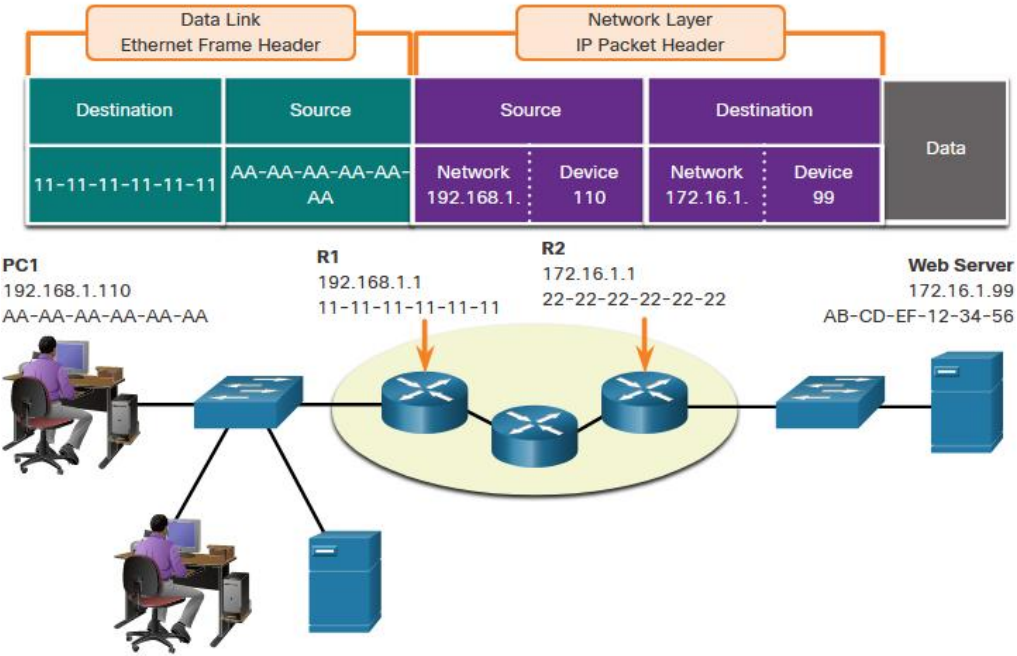 Data Link
Ethernet Frame Header
Network Layer
IP Packet Header
Destination
Source
Source
Destination
Data
11-11-11-11-11-11
AA-AA-AA-AA-AA-
AA
Network
192.168.1.
Device
110
Network
172.16.1.
Device
99
PC1
192.168.1.110
AA-AA-AA-AA-AA-AA
R1
192.168.1.1
11-11-11-11-11-11
R2
172.16.1.1
22-22-22-22-22-22
Web Server
172.16.1.99
AB-CD-EF-12-34-56